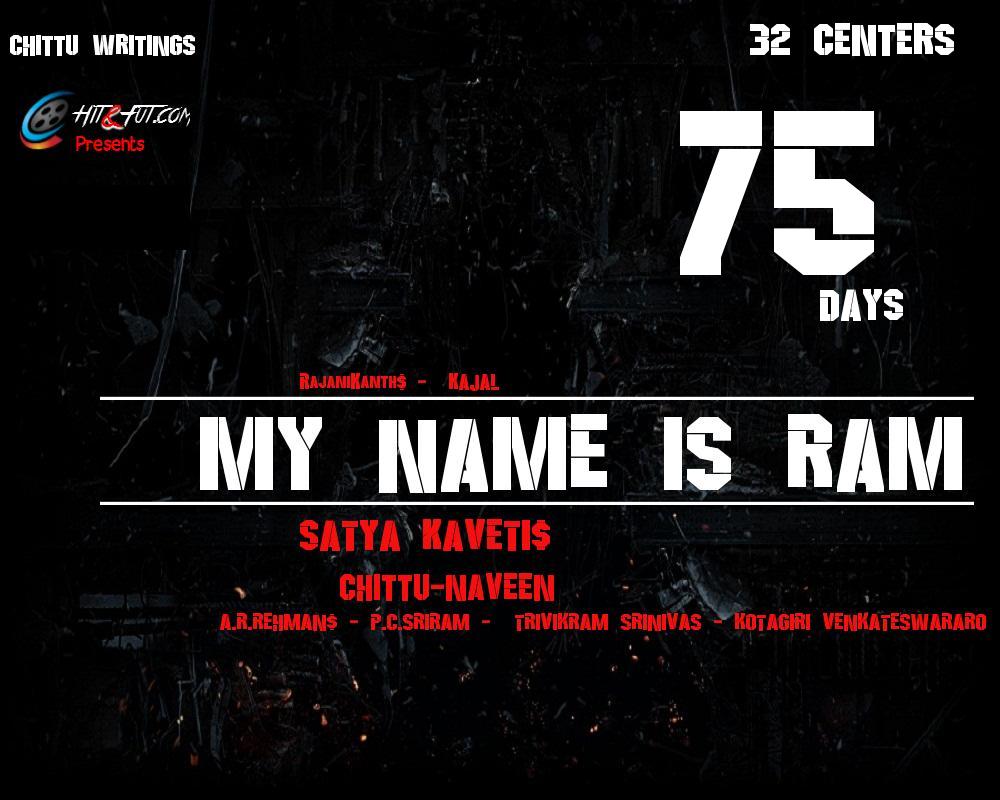 CHITTU WRITINGS
32 CENTERS
HIT&FUT.COM
Presents
75
DAYS
RAJANIKANTH$ - KAJAL
MY NAME IS RAM
SATYA KAVETI$
CHITTU-NAVEEN
A.R.REHMAN$ - P.C.SRIRAM - TRIVIKRAM SRINIVAS - KOTAGIRI VENKATESWARARO